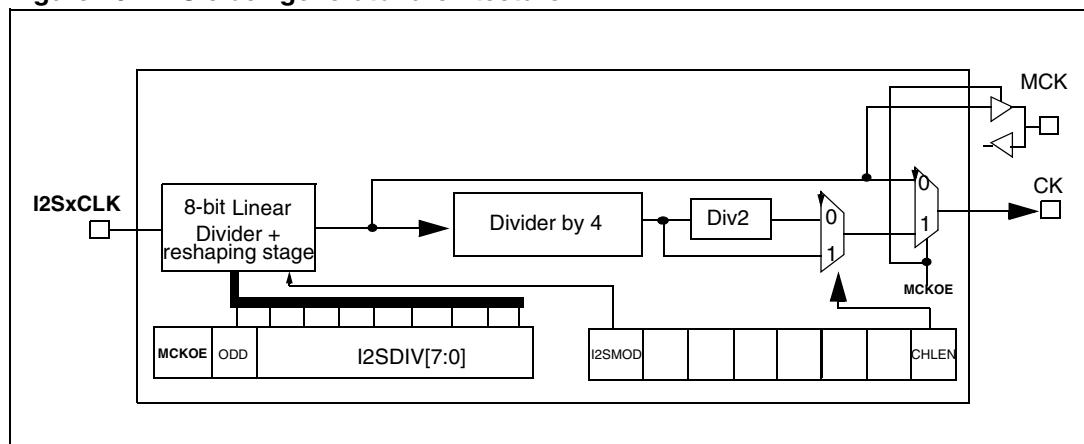 MCK
I2SxCLK
8-bit Linear
Divider +
reshaping stage
Divider by 4
Div2
0
1
0
1
CK
MCKOE
MCKOE
ODD
I2SDIV[7:0]
I2SMOD
CHLEN